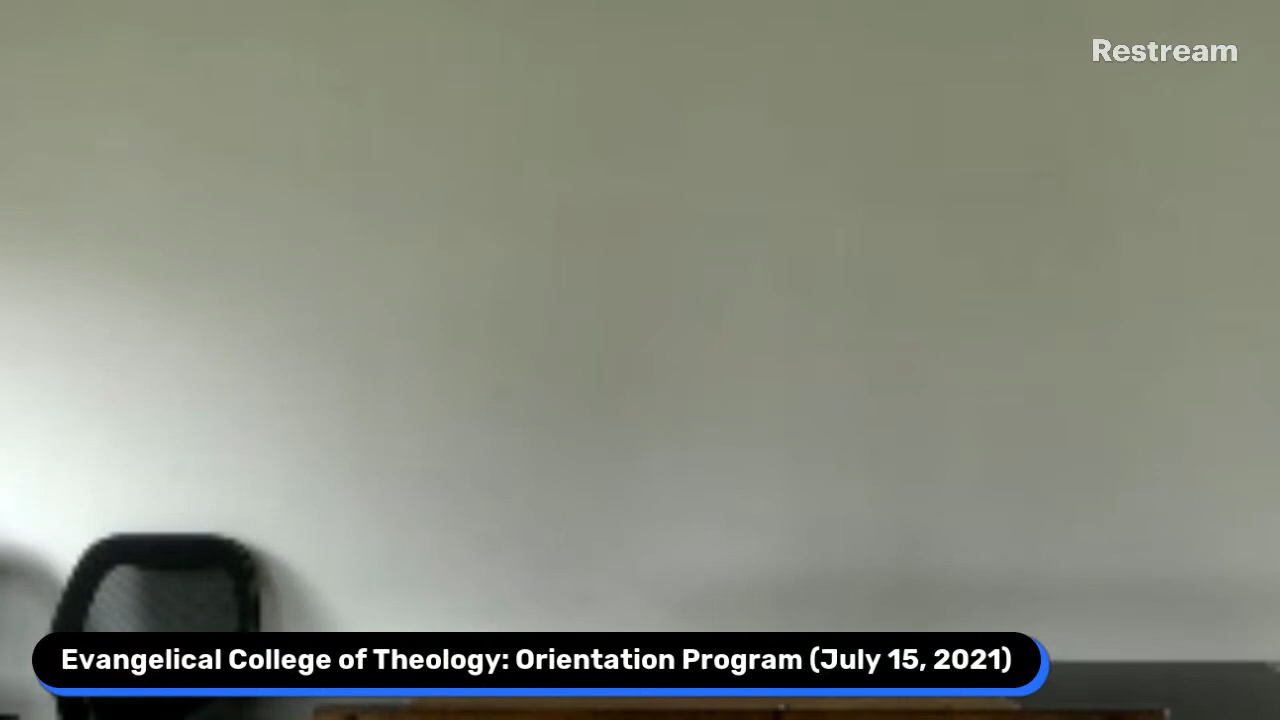 Restream
Evangelical College of Theology: Orientation Program (July 15, 2021)